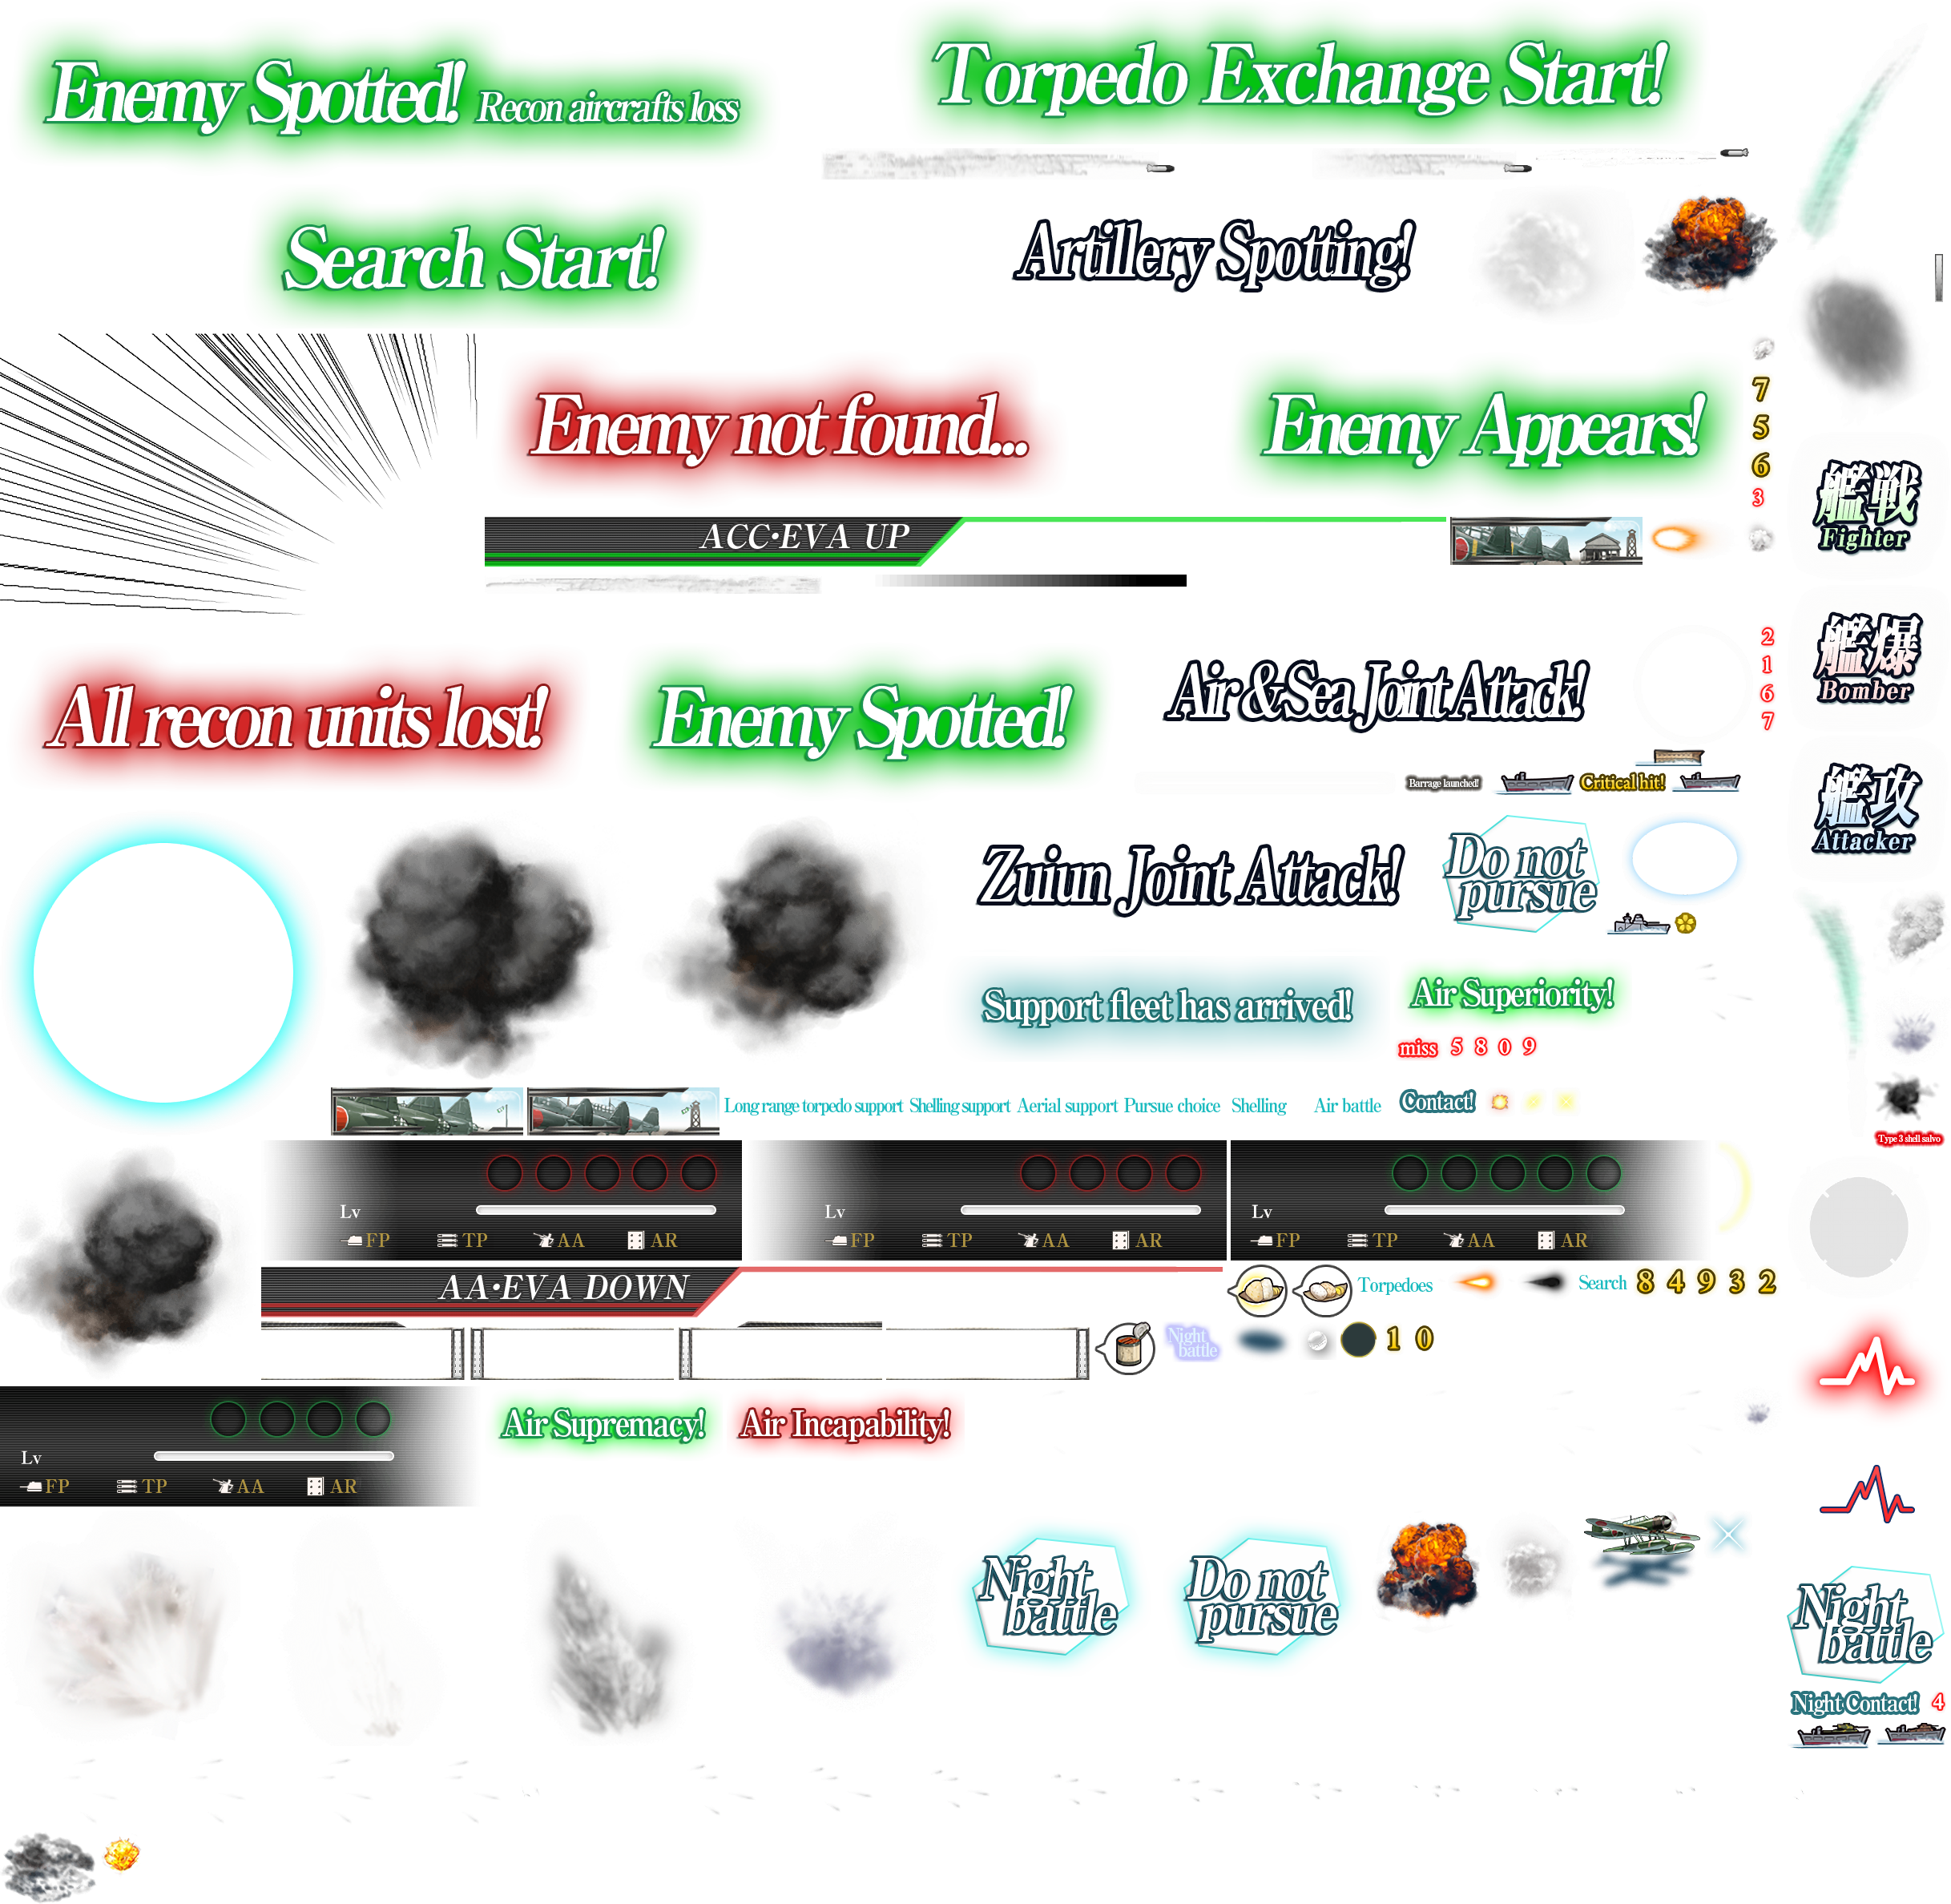 Enemy Spotted! Recon aircrafts loss
Torpedo Exchange Start!
Search Start!
Artillery Spotting!
Enemy not found...
Enemy Appears!
7
5
6
3
艦戦
Fighter
ACC·EVA UP
艦爆
Bomber
2
1
6
7
All recon units lost!
Enemy Spotted!
Air & Sea Joint Attack!
Barrage launched!
Critical hit!
艦攻
Attacker
Zuiun Joint Attack!
Do not
pursue
Support fleet has arrived!
Air Superiority!
miss 5 8 0 9
Long range torpedo support
Shelling support
Aerial support
Pursue choice
Shelling
Air battle
Contact!
Type 3 shell salvo
Lv
FP TP AA AR
Lv
FP TP AA AR
Lv
FP TP AA AR
AA·EVA DOWN
Torpedoes
Search
8 4 9 3 2
Night
battle
1 0
Lv
FP TP AA AR
Air Supremacy!
Air Incapability!
Night
battle
Do not
pursue
Night
battle
Night Contact!
4